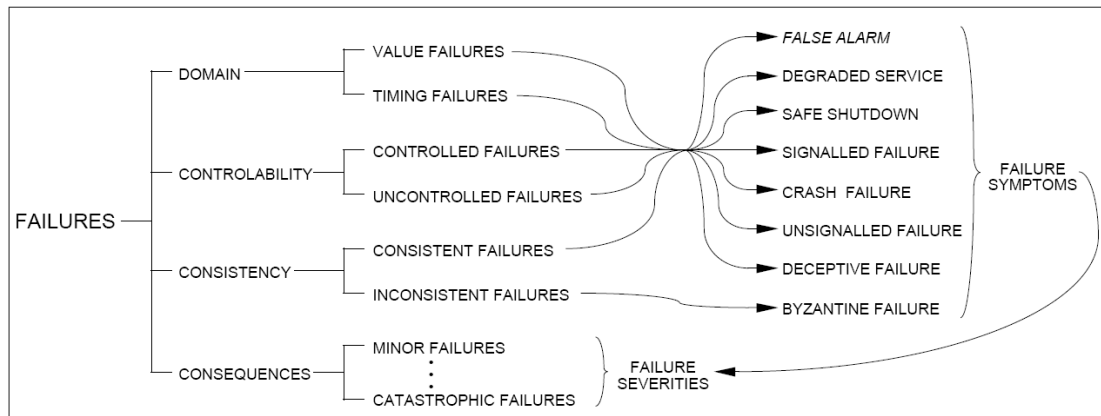 FAILURES
DOMAIN
VALUE FAILURES
TIMING FAILURES
CONTROLABILITY
CONTROLLED FAILURES
UNCONTROLLED FAILURES
CONSISTENCY
CONSISTENT FAILURES
INCONSISTENT FAILURES
CONSEQUENCES
MINOR FAILURES
CATASTROPHIC FAILURES
FALSE ALARM
DEGRADED SERVICE
SAFE SHUTDOWN
SIGNALLED FAILURE
CRASH FAILURE
UNSIGNALLED FAILURE
DECEPTIVE FAILURE
BYZANTINE FAILURE
FAILURE
SYMPTOMS
FAILURE
SEVERITIES